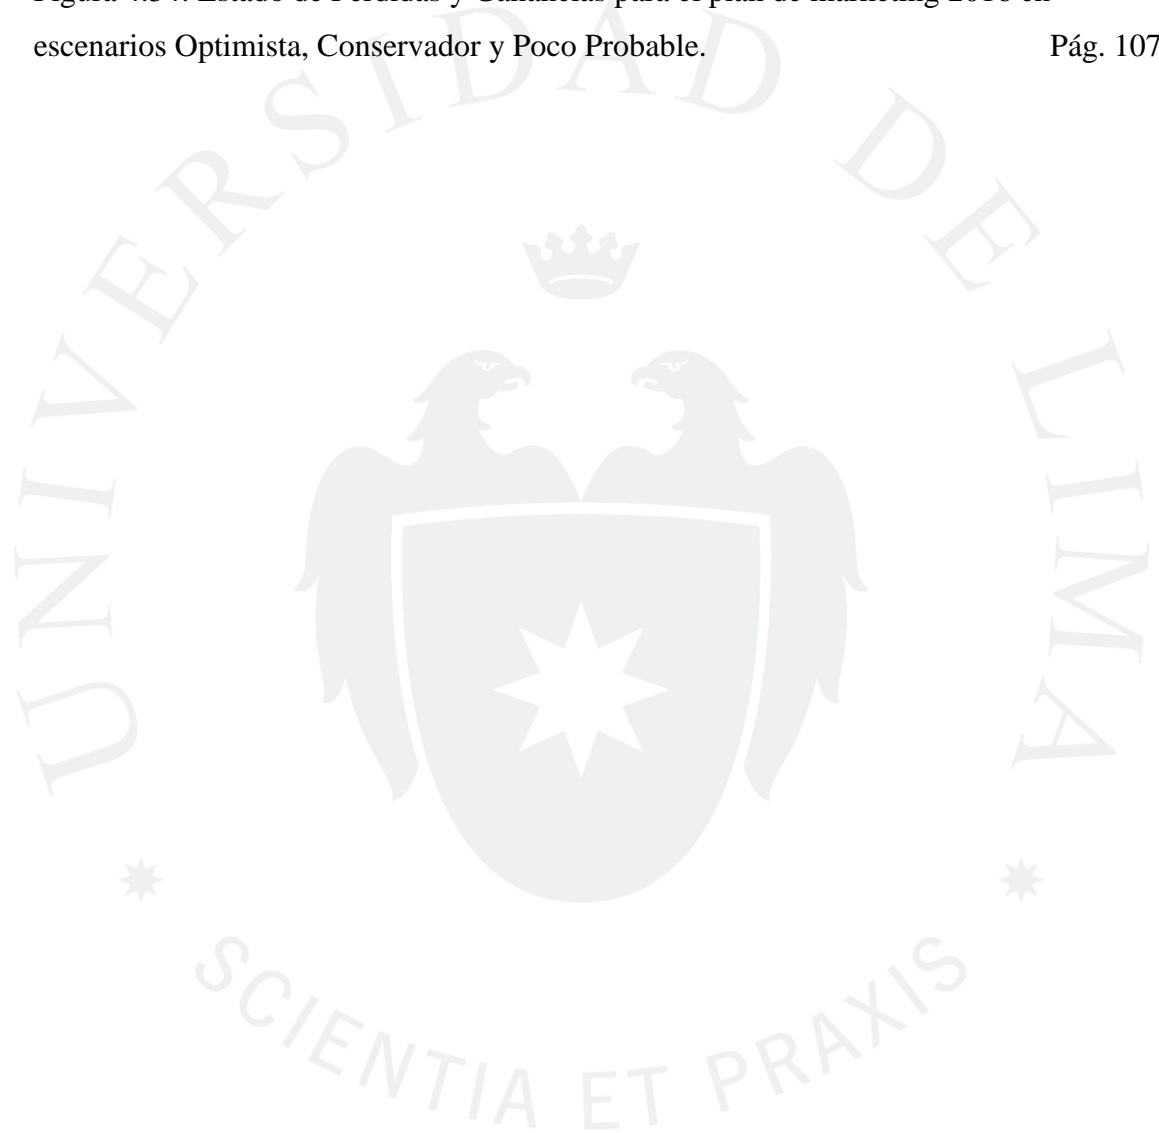 Figura Estado de Pérdidas y Ganancias para el plan de marketing en
escenarios Optimista, Conservador y Poco Probable. Pág. 107
UNIVERSIDAD DE LIMA
SCIENTIA ET PRAXIS